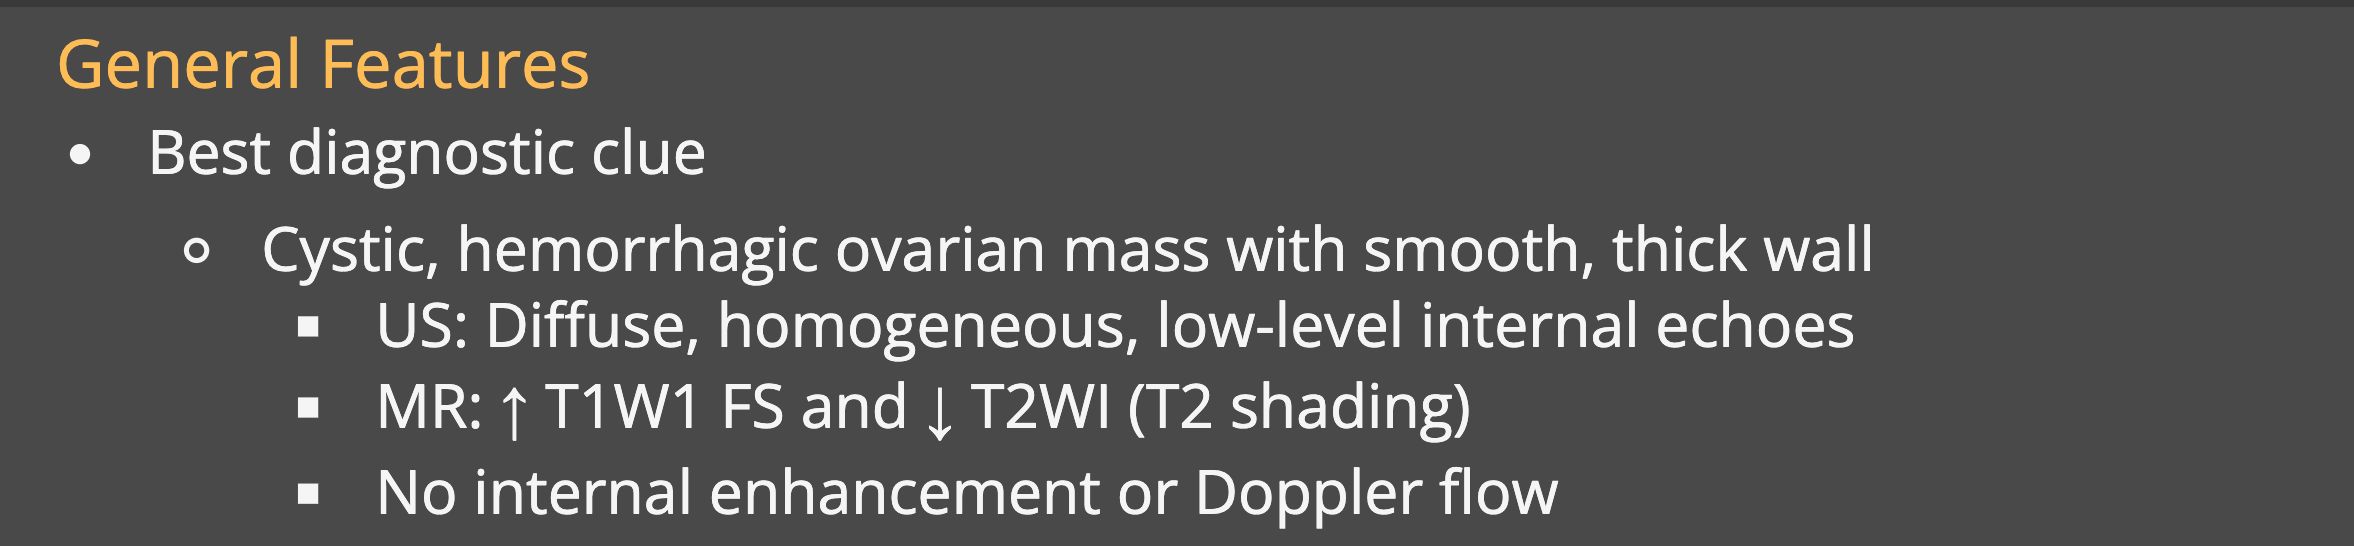 General Features
• Best diagnostic clue
○ Cystic, hemorrhagic ovarian mass with smooth, thick wall
▪ US: Diffuse, homogeneous, low-level internal echoes
▪ MR: ↑ T1W1 FS and ↓ T2WI (T2 shading)
▪ No internal enhancement or Doppler flow